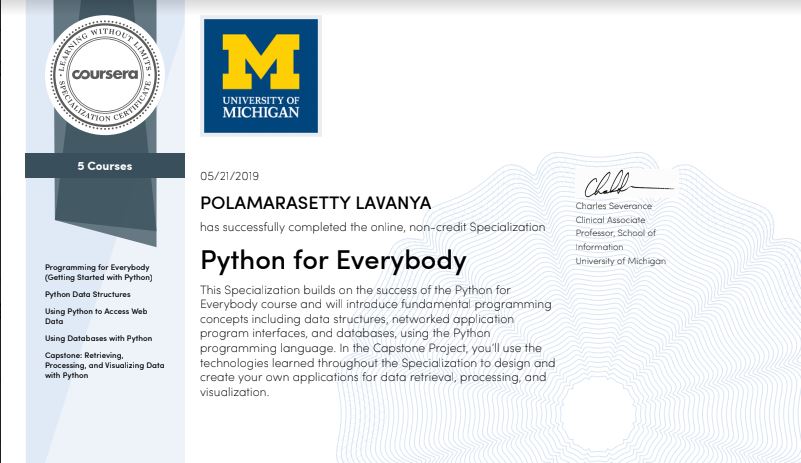 LEARNING WITHOUT LIMITS
coursera
SPECIALIZATION CERTIFICATE
5 Courses
Programming for Everybody
(Getting Started with Python)
Python Data Structures
Using Python to Access Web
Data
Using Databases with Python
Capstone: Retrieving,
Processing, and Visualizing Data
with Python
M
UNIVERSITY OF
MICHIGAN
05/21/2019
POLAMARASETTY LAVANYA
has successfully completed the online, non-credit Specialization
Python for Everybody
This Specialization builds on the success of the Python for
Everybody course and will introduce fundamental programming
concepts including data structures, networked application
program interfaces, and databases, using the Python
programming language. In the Capstone Project, you'll use the
technologies learned throughout the Specialization to design and
create your own applications for data retrieval, processing, and
visualization.
Charles Severance
Clinical Associate
Professor, School of
Information
University of Michigan